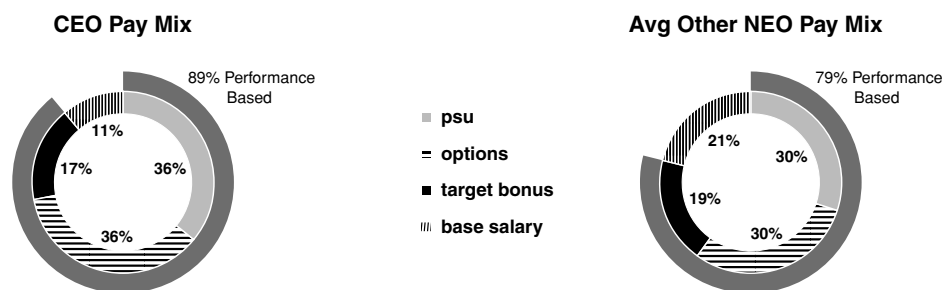 CEO Pay Mix
89% Performance
Based
11%
17%
36%
36%
psu
options
target bonus
base salary
Avg Other NEO Pay Mix
79% Performance
Based
21%
30%
19%
30%